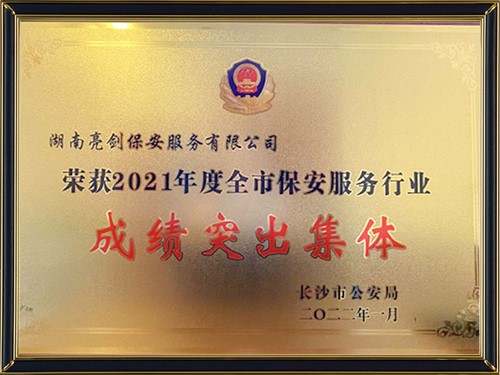 湖南亮剑保安服务有限公司
荣获2021年度全市保安服务行业
成绩突出集体
长沙市公安局
二〇二二年一月